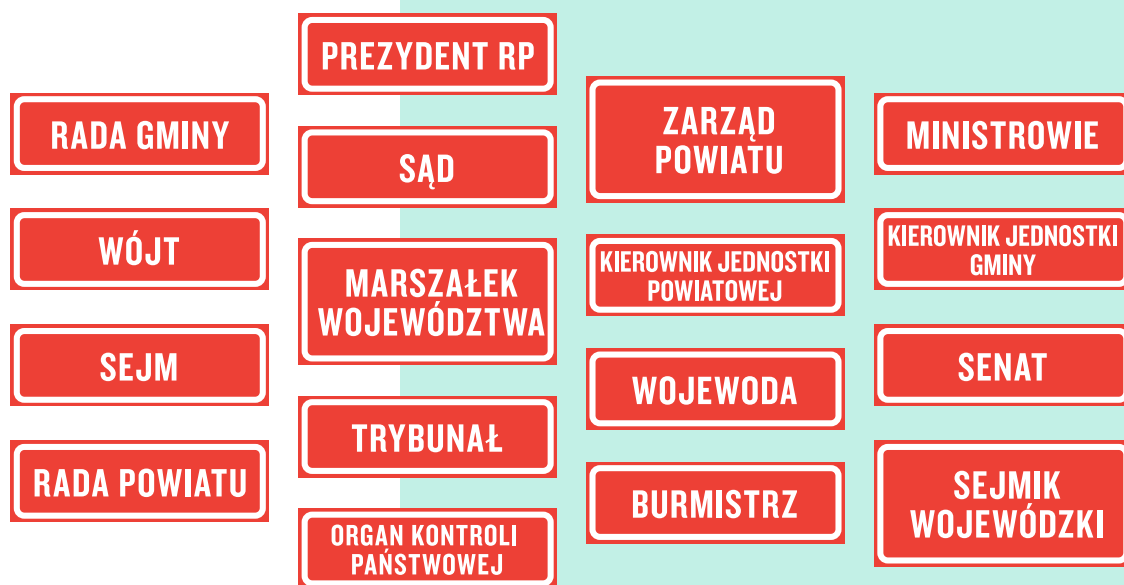 RADA GMINY
WÓJT
SEJM
RADA POWIATU
PREZYDENT RP
SĄD
MARSZAŁEK
WOJEWÓDZTWA
TRYBUNAŁ
ORGAN KONTROLI
PAŃSTWOWEJ
ZARZĄD
POWIATU
KIEROWNIK JEDNOSTKI
POWIATOWEJ
WOJEWODA
BURMISTRZ
MINISTROWIE
KIEROWNIK JEDNOSTKI
GMINY
SENAT
SEJMIK
WOJEWÓDZKI